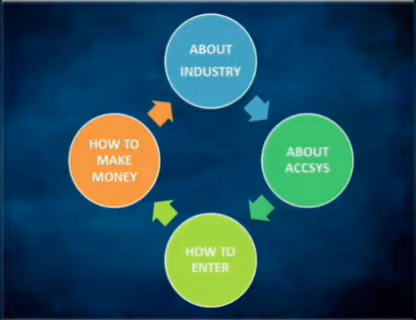 ABOUT
INDUSTRY
ABOUT
ACCSYS
HOW TO
ENTER
HOW TO
MAKE
MONEY